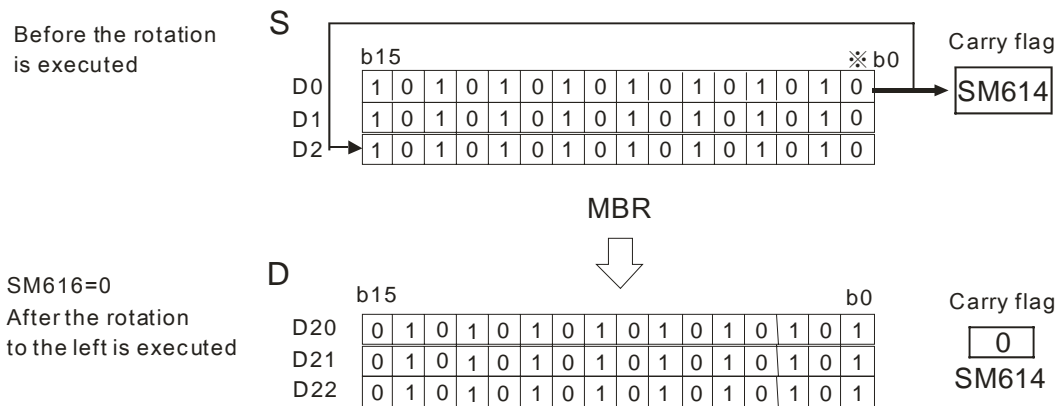 Before the rotation
is executed
S
b15 ※ b0
Carry flag
D0 1 0 1 0 1 0 1 0 1 0 1 0 1 0 1 0 SM614
D1 1 0 1 0 1 0 1 0 1 0 1 0 1 0 1 0
D2 1 0 1 0 1 0 1 0 1 0 1 0 1 0 1 0
MBR
SM616=0
After the rotation
to the left is executed
D
b15 b0
Carry flag
D20 0 1 0 1 0 1 0 1 0 1 0 1 0 1 0 1
D21 0 1 0 1 0 1 0 1 0 1 0 1 0 1 0 1
D22 0 1 0 1 0 1 0 1 0 1 0 1 0 1 0 1
0
SM614